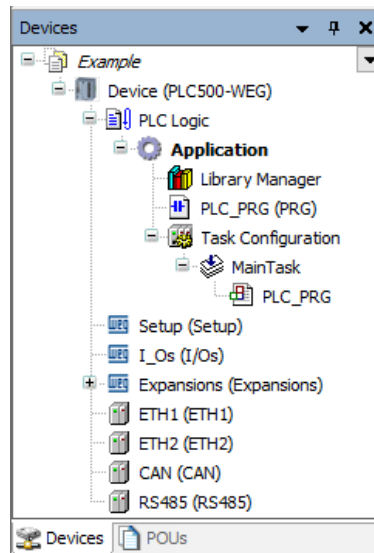 Devices
Example
Device (PLC500-WEG)
PLC Logic
Application
Library Manager
PLC_PRG (PRG)
Task Configuration
MainTask
PLC_PRG
Setup (Setup)
I_Os (I/Os)
Expansions (Expansions)
ETH1 (ETH1)
ETH2 (ETH2)
CAN (CAN)
RS485 (RS485)
Devices POUs